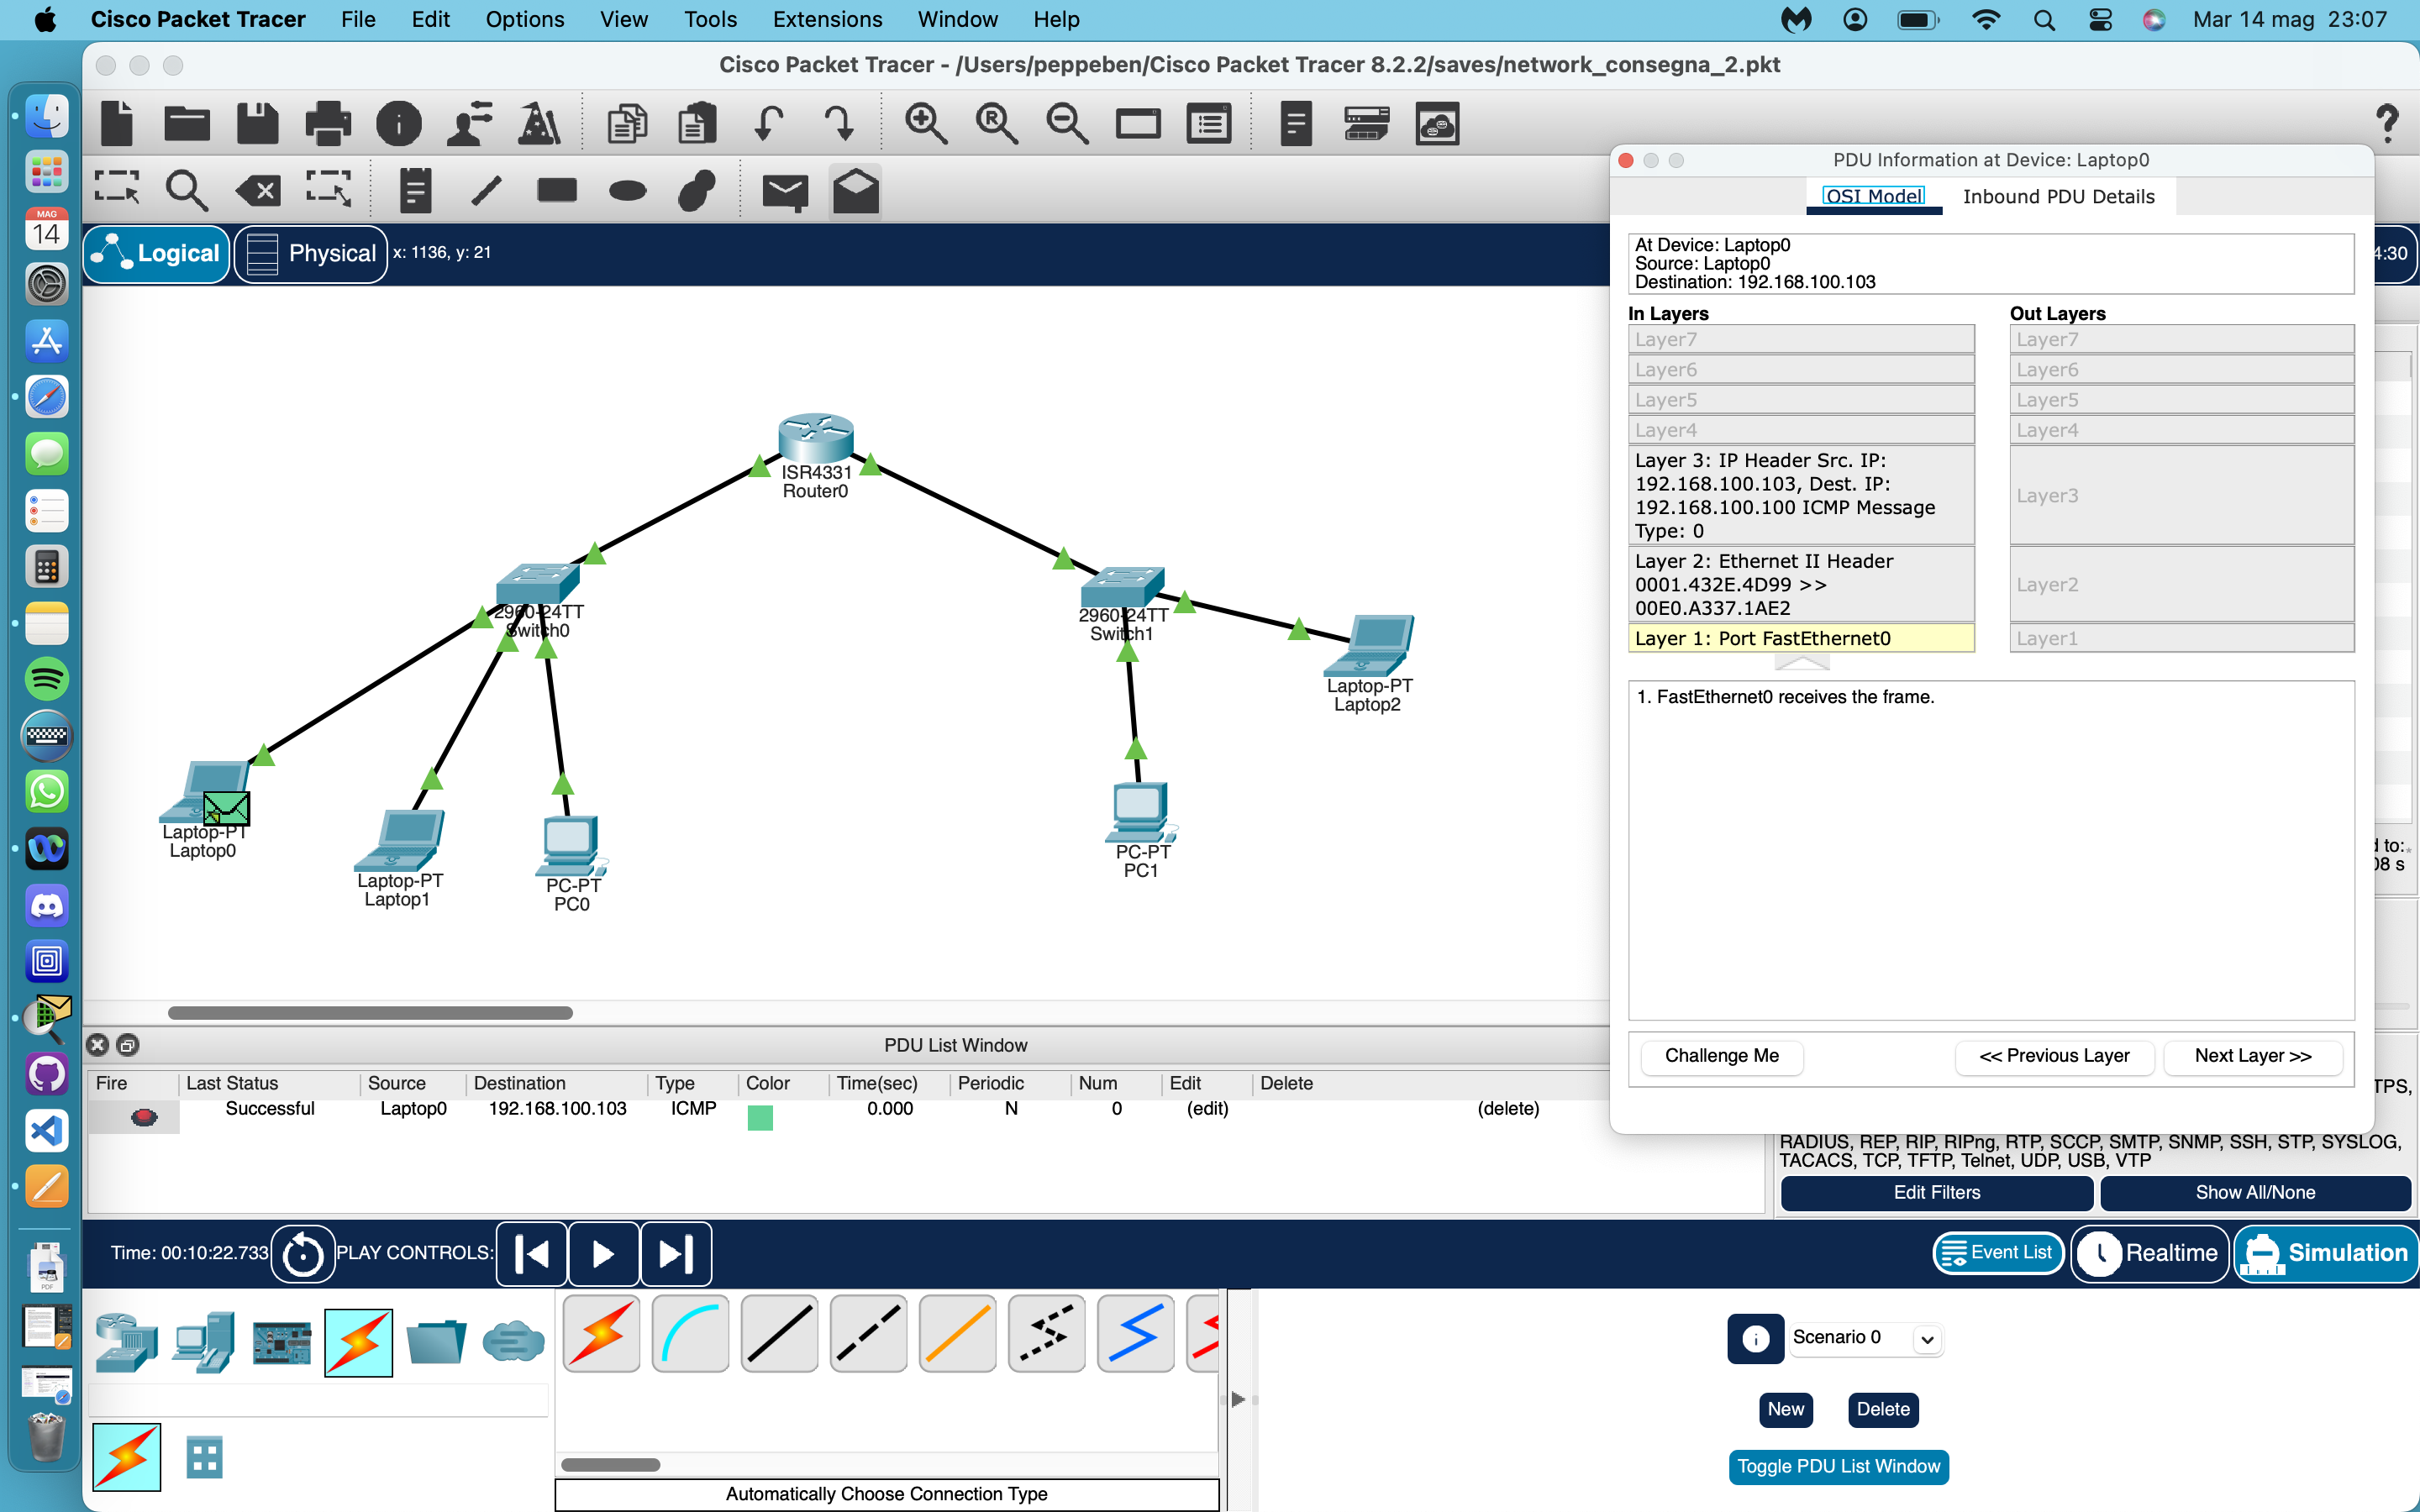 Cisco Packet Tracer File Edit Options View Tools Extensions Window Help Mar 14 mag 23:07
Cisco Packet Tracer - /Users/peppeben/Cisco Packet Tracer 8.2.2/saves/network_consegna_2.pkt
MAG
14
Logical Physical x: 1136, y: 21
4:30
ISR4331
Router0
2960-24TT
Switch0
2960-24TT
Switch1
Laptop-PT
Laptop2
Laptop-PT
Laptop0
Laptop-PT
Laptop1
PC-PT
PC0
PC-PT
PC1
PDU Information at Device: Laptop0
OSI Model Inbound PDU Details
At Device: Laptop0
Source: Laptop0
Destination: 192.168.100.103
In Layers Out Layers
Layer7 Layer7
Layer6 Layer6
Layer5 Layer5
Layer4 Layer4
Layer 3: IP Header Src. IP:
192.168.100.103, Dest. IP:
192.168.100.100 ICMP Message
Type: 0
Layer3
Layer 2: Ethernet II Header
0001.432E.4D99 >>
00E0.A337.1AE2
Layer2
Layer 1: Port FastEthernet0 Layer1
1. FastEthernet0 receives the frame.
Challenge Me << Previous Layer Next Layer >>
d to:
08 s
TPS,
RADIUS, REP, RIP, RIPng, RTP, SCCP, SMTP, SNMP, SSH, STP, SYSLOG,
TACACS, TCP, TFTP, Telnet, UDP, USB, VTP
Edit Filters Show All/None
PDU List Window
Fire Last Status Source Destination Type Color Time(sec) Periodic Num Edit Delete
Successful Laptop0 192.168.100.103 ICMP 0.000 N 0 (edit) (delete)
Time: 00:10:22.733 PLAY CONTROLS: Event List Realtime Simulation
Scenario 0
New Delete
Toggle PDU List Window
Automatically Choose Connection Type